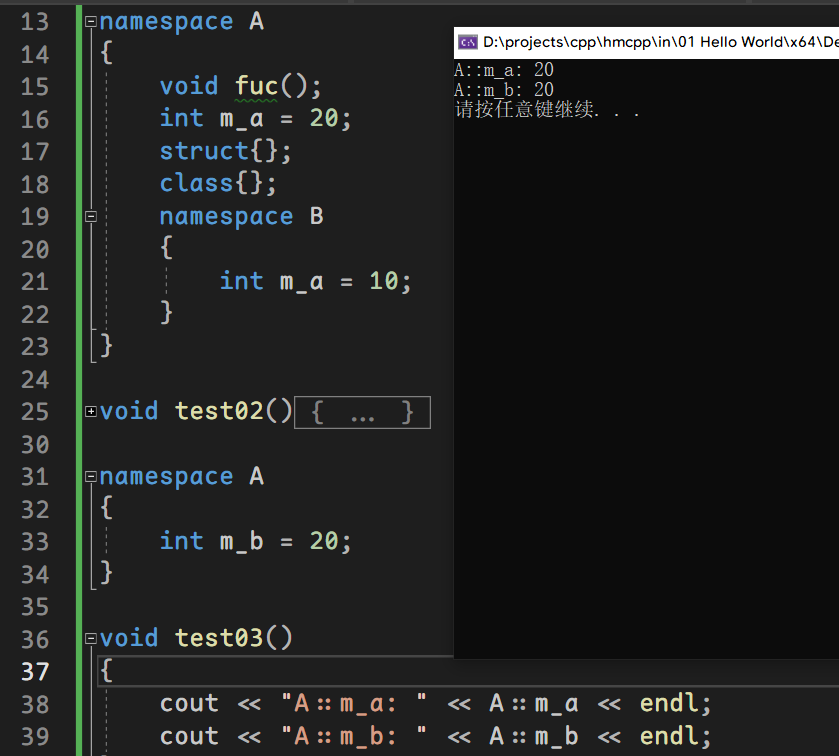 13 namespace A
14 {
15 void fuc();
16 int m_a = 20;
17 struct{};
18 class{};
19 namespace B
20 {
21 int m_a = 10;
22 }
23 }
24
25 void test02(){ ... }
30
31 namespace A
32 {
33 int m_b = 20;
34 }
35
36 void test03()
37 {
38 cout << "A::m_a: " << A::m_a << endl;
39 cout << "A::m_b: " << A::m_b << endl;
D:\projects\cpp\hmcpp\in\01 Hello World\x64\De
A::m_a: 20
A::m_b: 20
请按任意键继续. . .